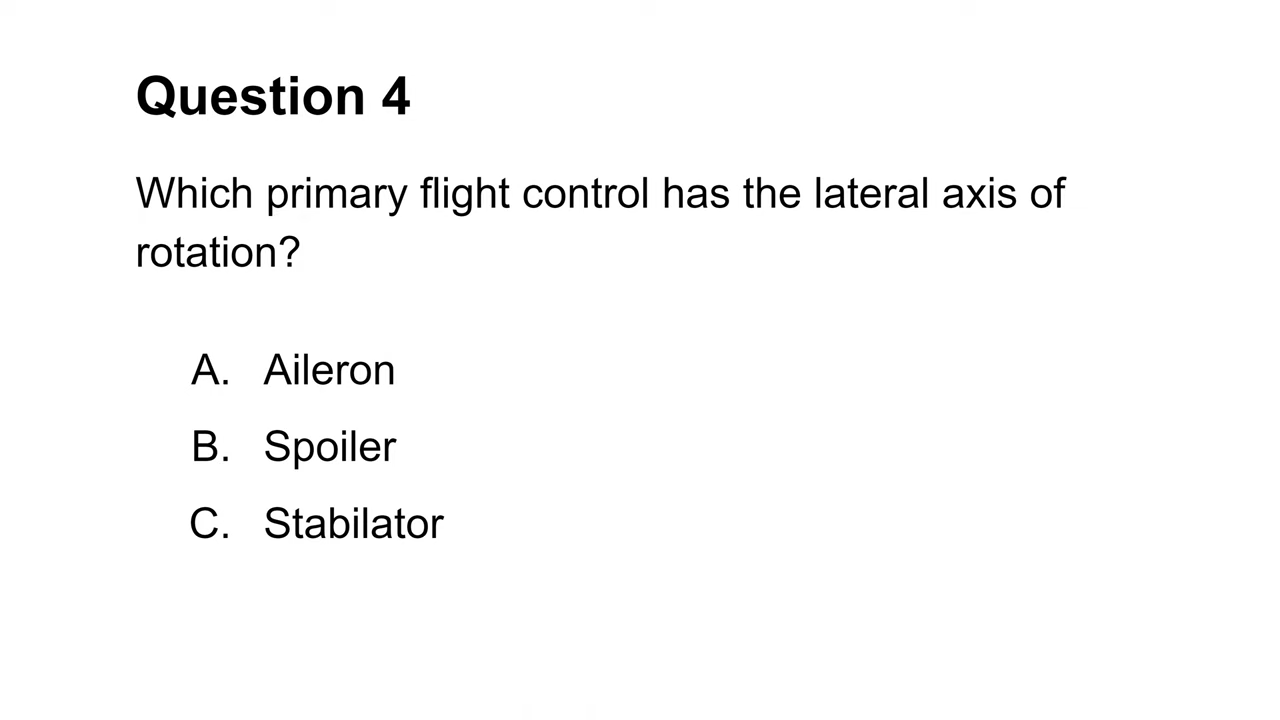 Question 4
Which primary flight control has the lateral axis of
rotation?
A. Aileron
B. Spoiler
C. Stabilator